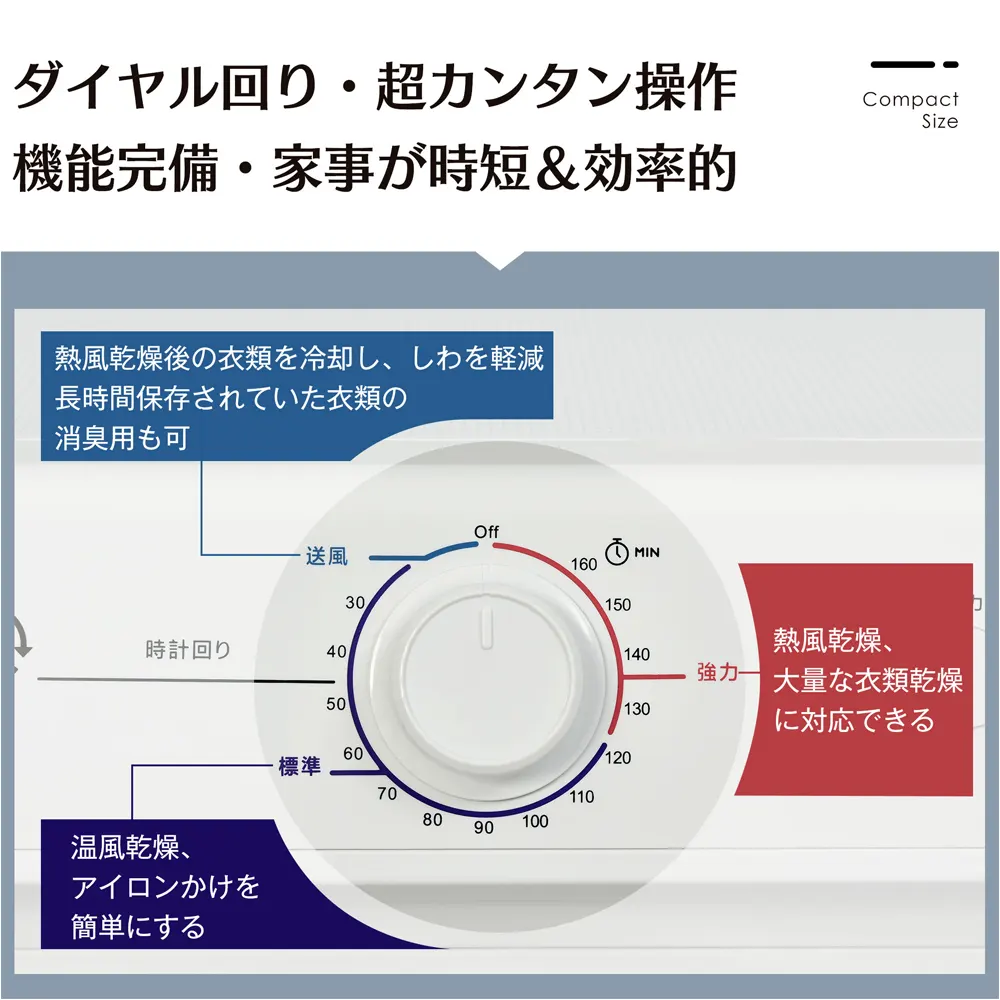 ダイヤル回り・超カンタン操作
機能完備・家事が時短＆効率的
Compact
Size
熱風乾燥後の衣類を冷却し、しわを軽減
長時間保存されていた衣類の
消臭用も可
Off
送風
MIN
160
30
150
時計回り
40
140
強力
熱風乾燥、
大量な衣類乾燥
に対応できる
50
130
60
120
標準
70
110
80
100
90
温風乾燥、
アイロンかけを
簡単にする